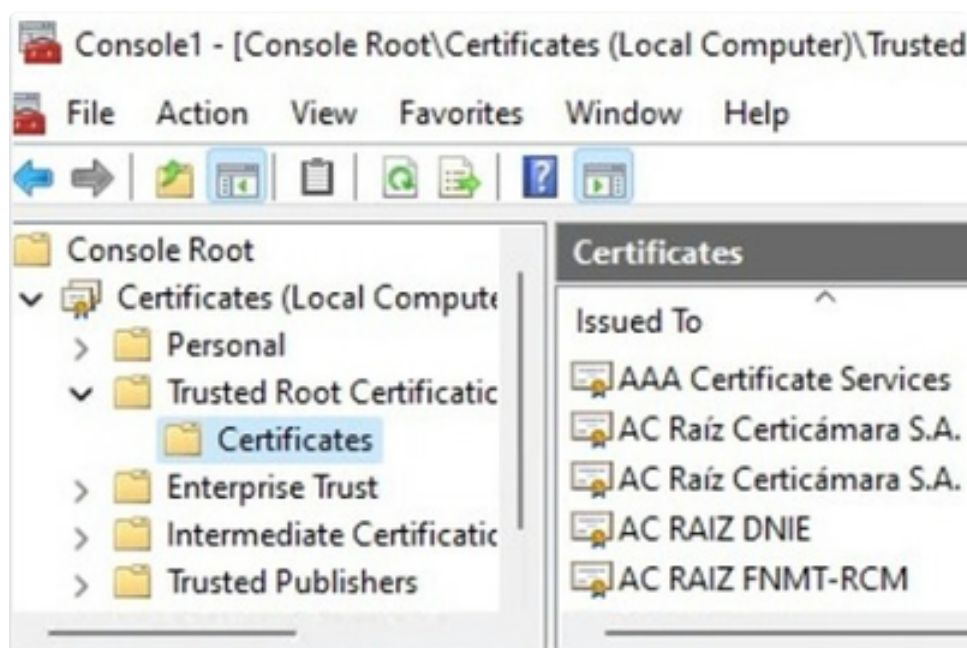 Console1 - [Console Root\Certificates (Local Computer)\Trusted
File Action View Favorites Window Help
?
Console Root
Certificates (Local Compute
Personal
Trusted Root Certificatic
Certificates
Enterprise Trust
Intermediate Certificatic
Trusted Publishers
Certificates
Issued To
AAA Certificate Services
AC Raíz Certicámara S.A.
AC Raíz Certicámara S.A.
AC RAIZ DNIE
AC RAIZ FNMT-RCM